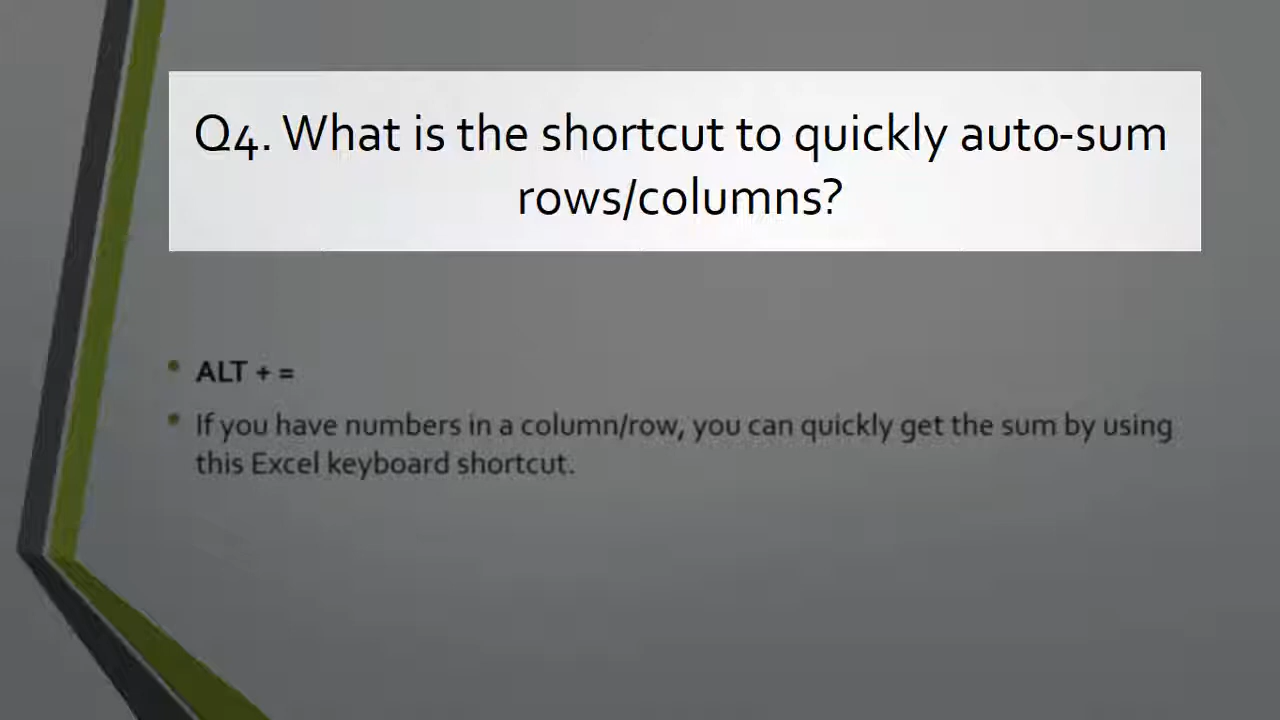 Q4. What is the shortcut to quickly auto-sum
rows/columns?
• ALT + =
• If you have numbers in a column/row, you can quickly get the sum by using
this Excel keyboard shortcut.